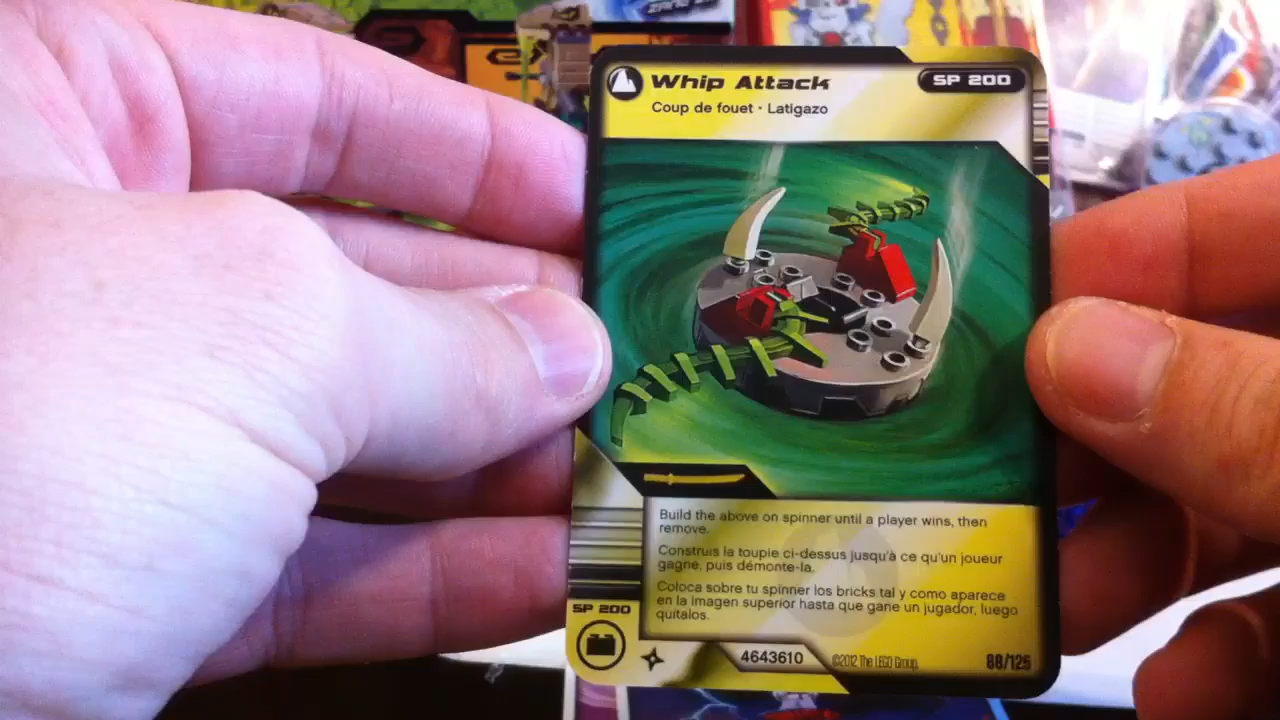 Whip Attack
SP 200
Coup de fouet • Latigazo
Build the above on spinner until a player wins, then
remove.
Construis la toupie ci-dessus jusqu'à ce qu'un joueur
gagne, puis démonte-la.
Coloca sobre tu spinner los bricks tal y como aparece
en la imagen superior hasta que gane un jugador, luego
quítalos.
SP 200
4643610
©2012 The LEGO Group.
88/125